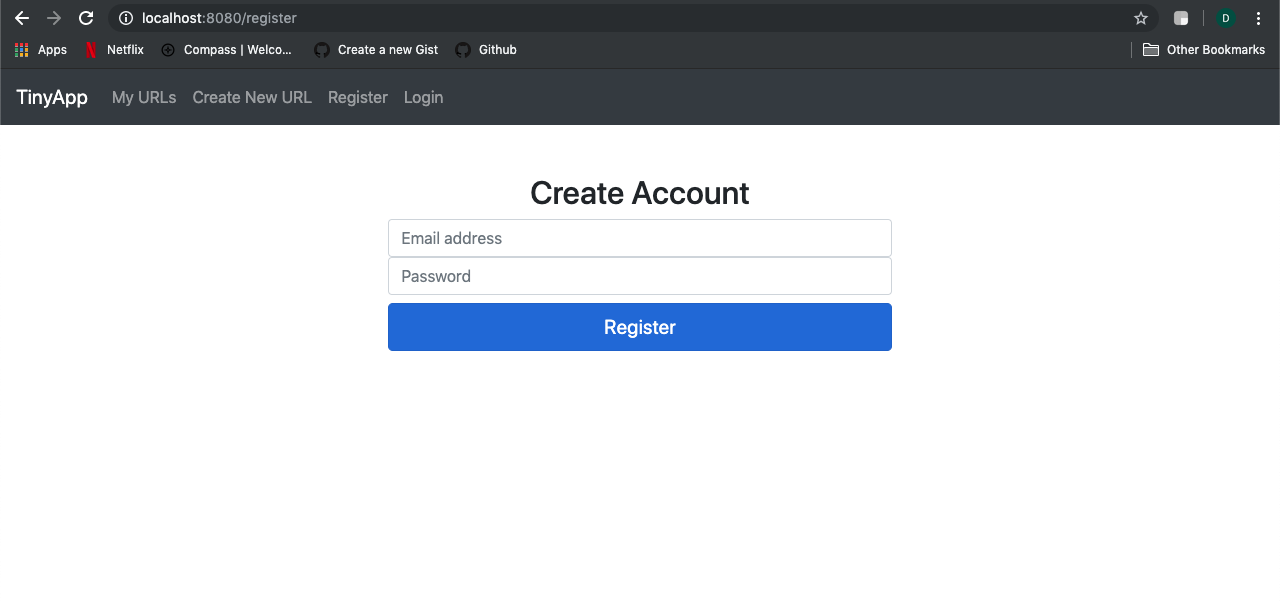 localhost:8080/register
D
Apps Netflix Compass | Welco... Create a new Gist Github Other Bookmarks
TinyApp My URLs Create New URL Register Login
Create Account
Email address
Password
Register